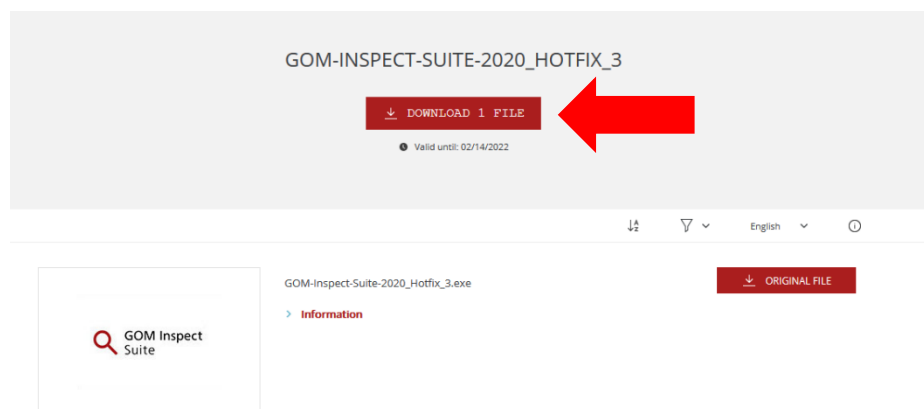 GOM-INSPECT-SUITE-2020_HOTFIX_3
DOWNLOAD 1 FILE
Valid until: 02/14/2022
English
GOM-Inspect-Suite-2020_Hotfix_3.exe
ORIGINAL FILE
Information
GOM Inspect
Suite